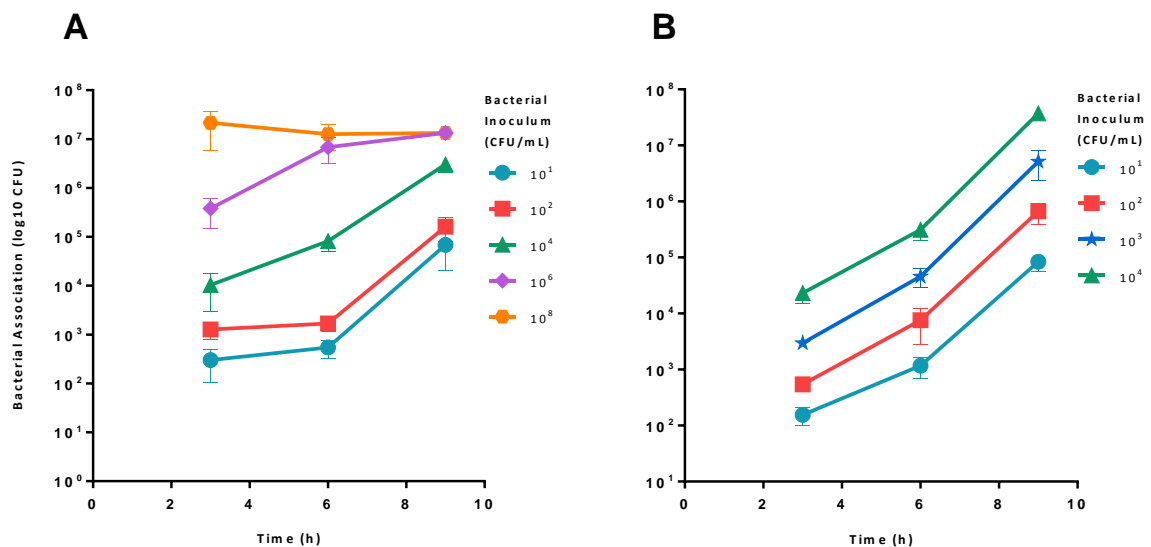 A
Bacterial Association (log10 CFU)
10⁸
10⁷
10⁶
10⁵
10⁴
10³
10²
10¹
10⁰
0 2 4 6 8 10
Time (h)
Bacterial
Inoculum
(CFU/mL)
10¹
10²
10⁴
10⁶
10⁸
B
10⁸
10⁷
10⁶
10⁵
10⁴
10³
10²
10¹
0 2 4 6 8 10
Time (h)
Bacterial
Inoculum
(CFU/mL)
10¹
10²
10³
10⁴